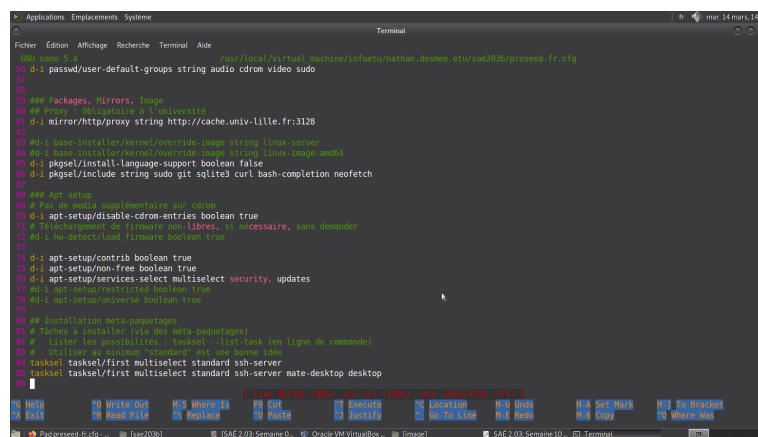 Applications Emplacements Système fr mar. 14 mars, 14
Terminal
Fichier Édition Affichage Recherche Terminal Aide
GNU nano 5.4 /usr/local/virtual_machine/infoetu/nathan.desmee.etu/sae203b/preseed-fr.cfg
56 d-i passwd/user-default-groups string audio cdrom video sudo
57
58
59 ### Packages, Mirrors, Image
60 ## Proxy : Obligatoire à l'université
61 d-i mirror/http/proxy string http://cache.univ-lille.fr:3128
62
63 #d-i base-installer/kernel/override-image string linux-server
64 #d-i base-installer/kernel/override-image string linux-image-amd64
65 d-i pkgsel/install-language-support boolean false
66 d-i pkgsel/include string sudo git sqlite3 curl bash-completion neofetch
67
68 ### Apt setup
69 # Pas de media supplémentaire sur cdrom
70 d-i apt-setup/disable-cdrom-entries boolean true
71 # Téléchargement de firmware non-libres, si nécessaire, sans demander
72 #d-i hw-detect/load_firmware boolean true
73
74 d-i apt-setup/contrib boolean true
75 d-i apt-setup/non-free boolean true
76 d-i apt-setup/services-select multiselect security, updates
77 #d-i apt-setup/restricted boolean true
78 #d-i apt-setup/universe boolean true
79
80 ## Installation meta-paquetages
81 # Tâches à installer (via des méta-paquetages)
82 # Lister les possibilités : tasksel --list-task (en ligne de commande)
83 # Utiliser au minimum "standard" est une bonne idée
84 tasksel tasksel/first multiselect standard ssh-server
85 tasksel tasksel/first multiselect standard ssh-server mate-desktop desktop
86
^G Help ^O Write Out M-S Where Is F9 Cut ^T Execute ^C Location M-U Undo M-A Set Mark M-] To Bracket
^X Exit ^R Read File ^\ Replace ^U Paste ^J Justify ^_ Go To Line M-E Redo M-6 Copy ^Q Where Was
Pad preseed-fr.cfg -... [sae203b] [SAÉ 2.03: Semaine 0... Oracle VM VirtualBox ... [image] SAÉ 2.03: Semaine 10 ... Terminal